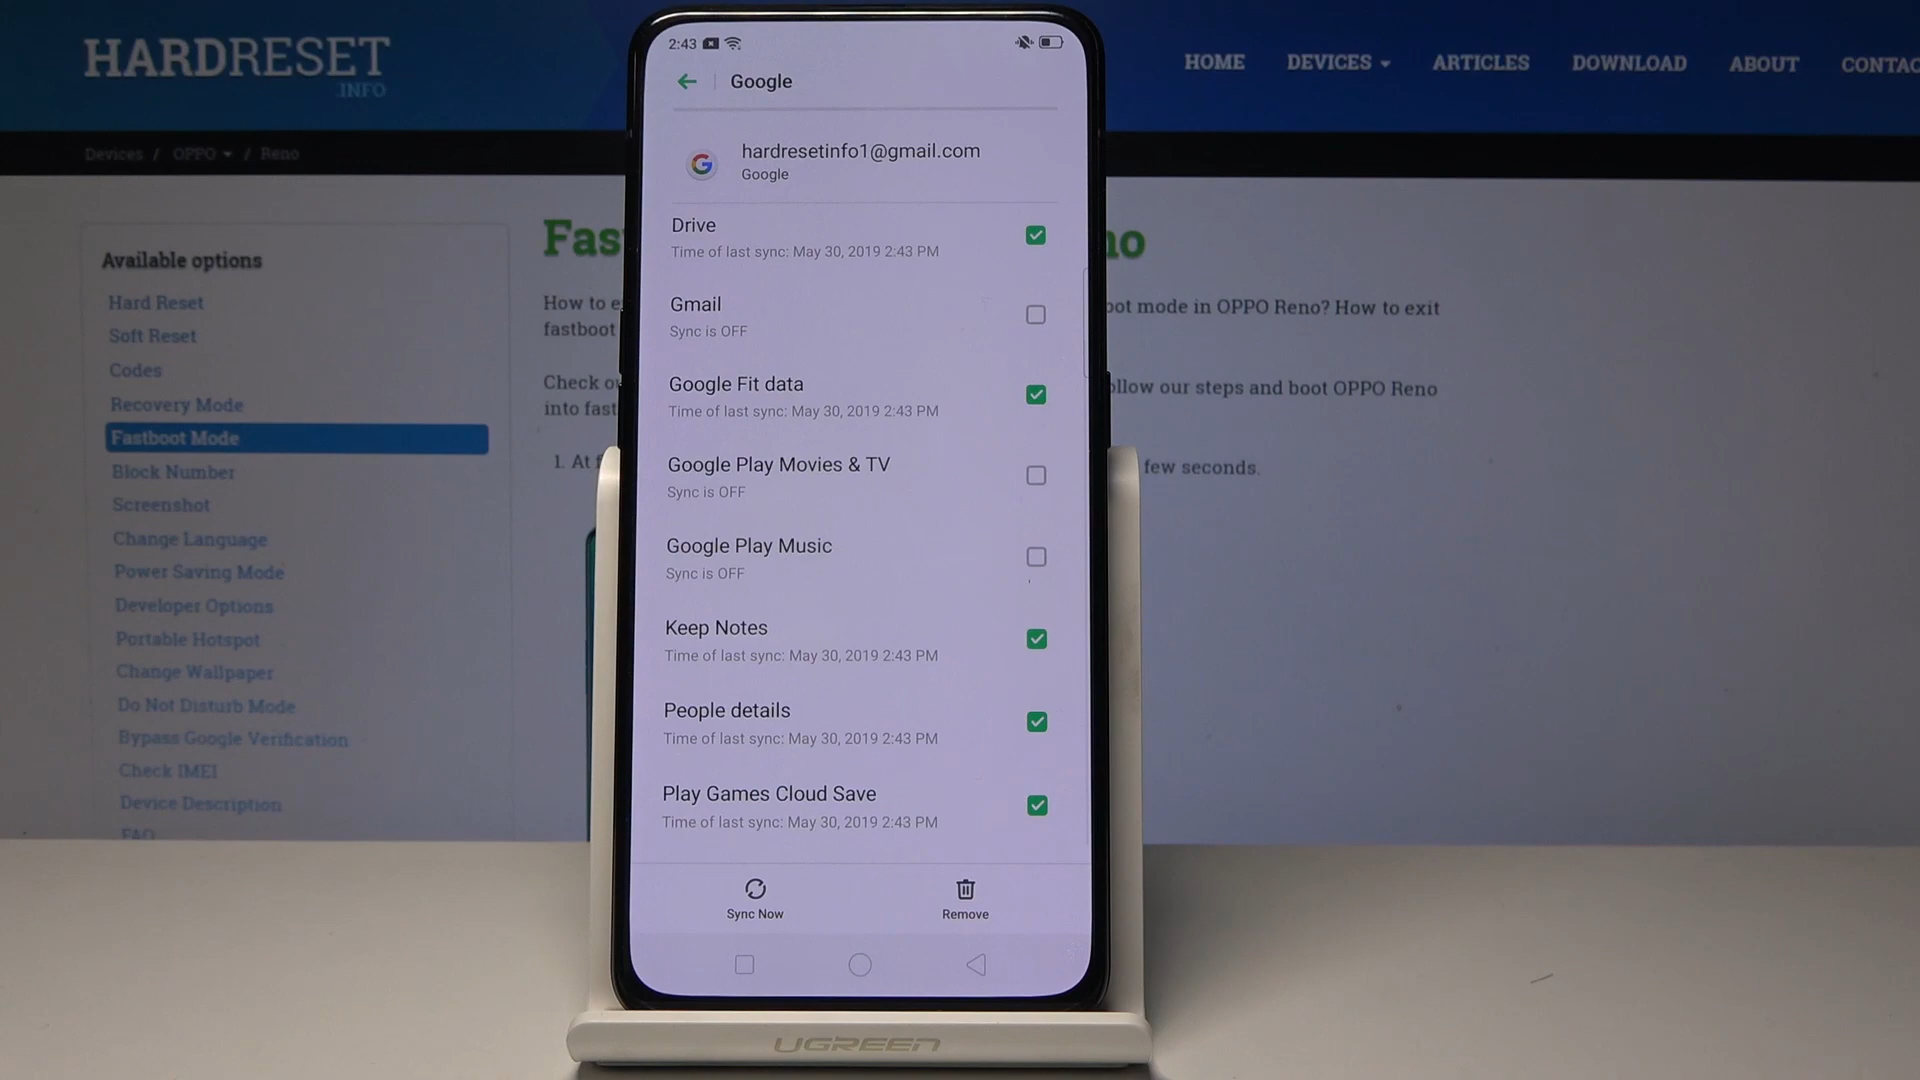 HARDRESET
.INFO
HOME
DEVICES
ARTICLES
DOWNLOAD
ABOUT
CONTAC
Devices / OPPO / Reno
Available options
Hard Reset
Soft Reset
Codes
Recovery Mode
Fastboot Mode
Block Number
Screenshot
Change Language
Power Saving Mode
Developer Options
Portable Hotspot
Change Wallpaper
Do Not Disturb Mode
Bypass Google Verification
Check IMEI
Device Description
FAQ
Fas
no
How to e
oot mode in OPPO Reno? How to exit
fastboot
Check ou
ollow our steps and boot OPPO Reno
into fast
1. At f
few seconds.
2:43
Google
hardresetinfo1@gmail.com
Google
Drive
Time of last sync: May 30, 2019 2:43 PM
Gmail
Sync is OFF
Google Fit data
Time of last sync: May 30, 2019 2:43 PM
Google Play Movies & TV
Sync is OFF
Google Play Music
Sync is OFF
Keep Notes
Time of last sync: May 30, 2019 2:43 PM
People details
Time of last sync: May 30, 2019 2:43 PM
Play Games Cloud Save
Time of last sync: May 30, 2019 2:43 PM
Sync Now
Remove
UGREEN